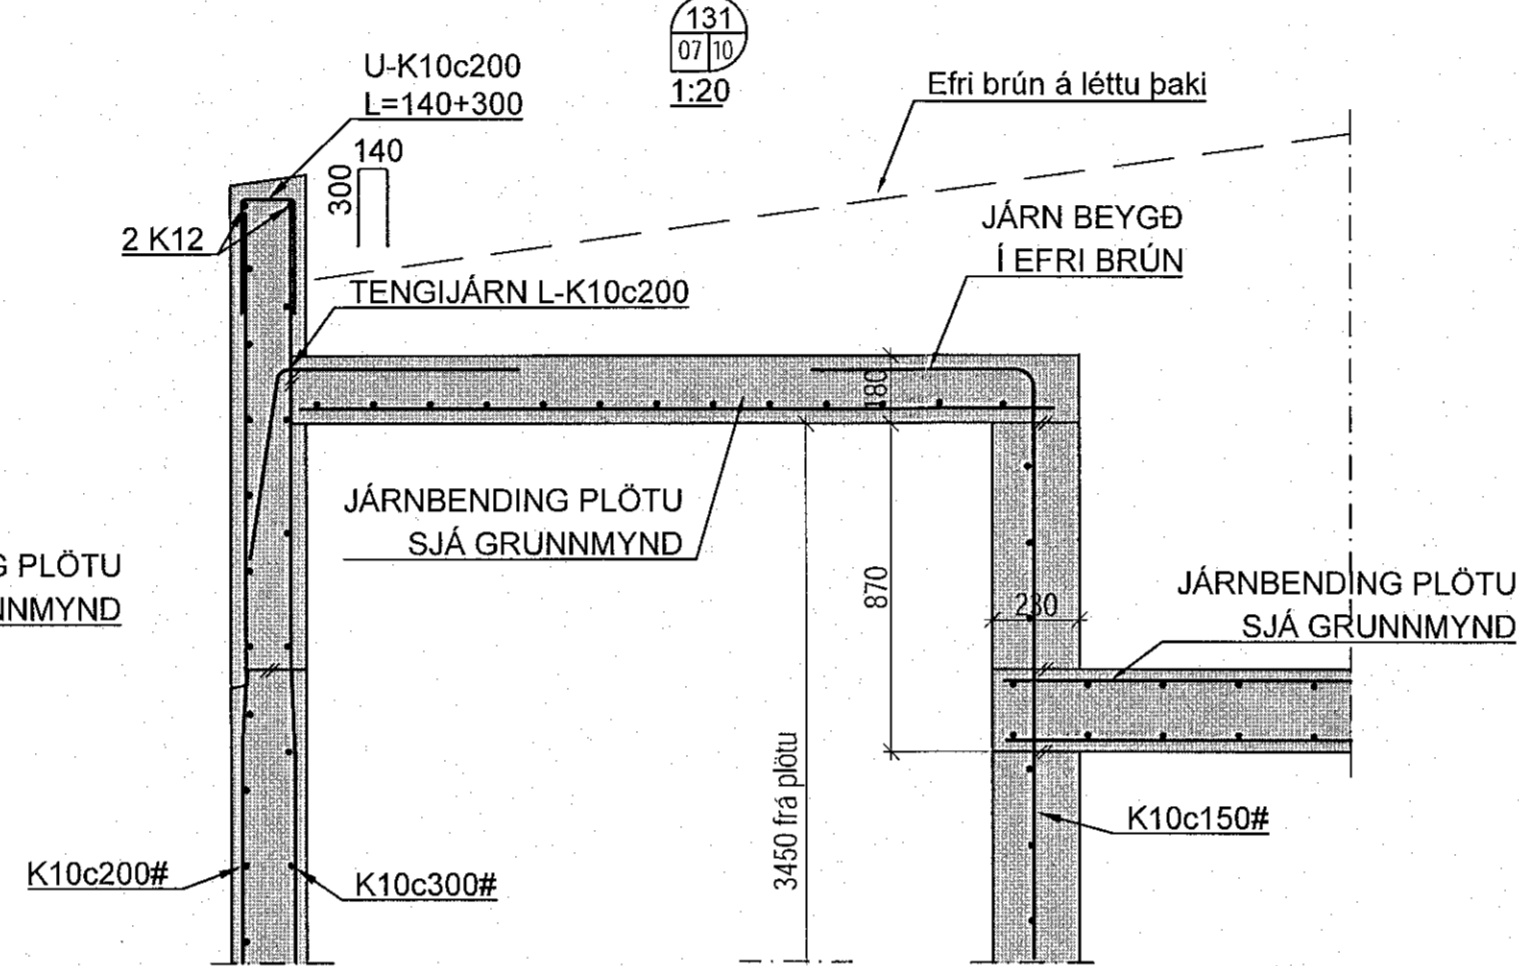 131
07 10
1:20
U-K10c200
L=140+300
140
300
Efri brún á léttu þaki
2 K12
JÁRN BEYGÐ
Í EFRI BRÚN
TENGIJÁRN L-K10c200
180
JÁRNBENDING PLÖTU
SJÁ GRUNNMYND
G PLÖTU
NNMYND
870
230
JÁRNBENDING PLÖTU
SJÁ GRUNNMYND
3450 frá plötu
K10c150#
K10c200#
K10c300#